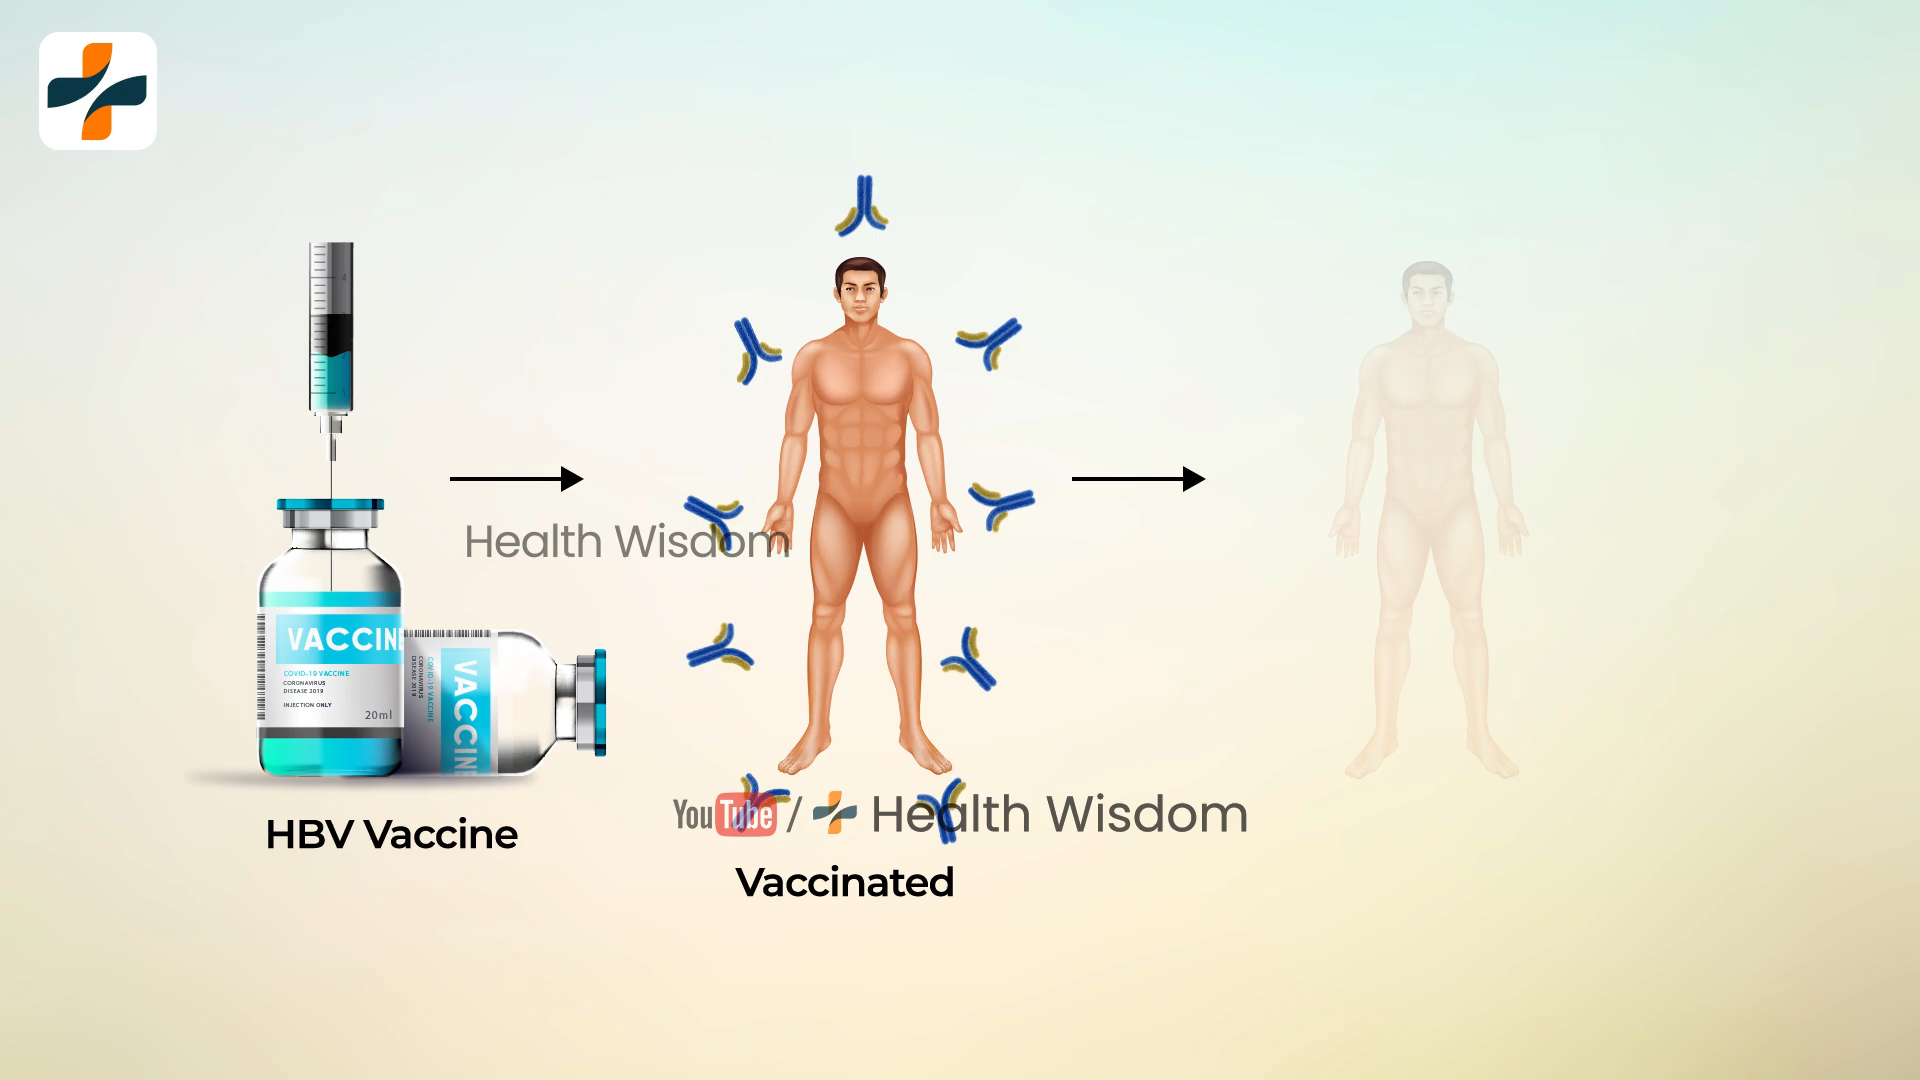 Health Wisdom
VACCINE
COVID-19 VACCINE
CORONAVIRUS
DISEASE 2019
INJECTION ONLY
20ml
VACCINE
COVID-19 VACCINE
CORONAVIRUS
DISEASE 2019
HBV Vaccine
YouTube / Health Wisdom
Vaccinated